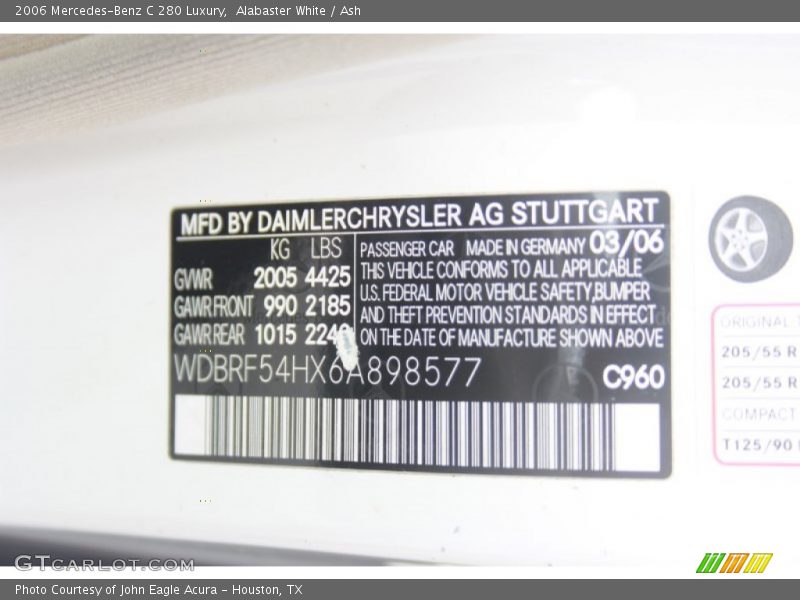 2006 Mercedes-Benz C 280 Luxury,  Alabaster White / Ash
MFD BY DAIMLERCHRYSLER AG STUTTGART
KG LBS
GVWR 2005 4425
GAWR FRONT 990 2185
GAWR REAR 1015
PASSENGER CAR MADE IN GERMANY 03/06
THIS VEHICLE CONFORMS TO ALL APPLICABLE
U.S. FEDERAL MOTOR VEHICLE SAFETY,BUMPER
AND THEFT PREVENTION STANDARDS IN EFFECT
ON THE DATE OF MANUFACTURE SHOWN ABOVE
WDBRF54HX6A898577
C960
ORIGINAL
205/55 R
205/55 R
COMPACT
T125/90
GTCARLOT.COM
Photo Courtesy of John Eagle Acura - Houston, TX